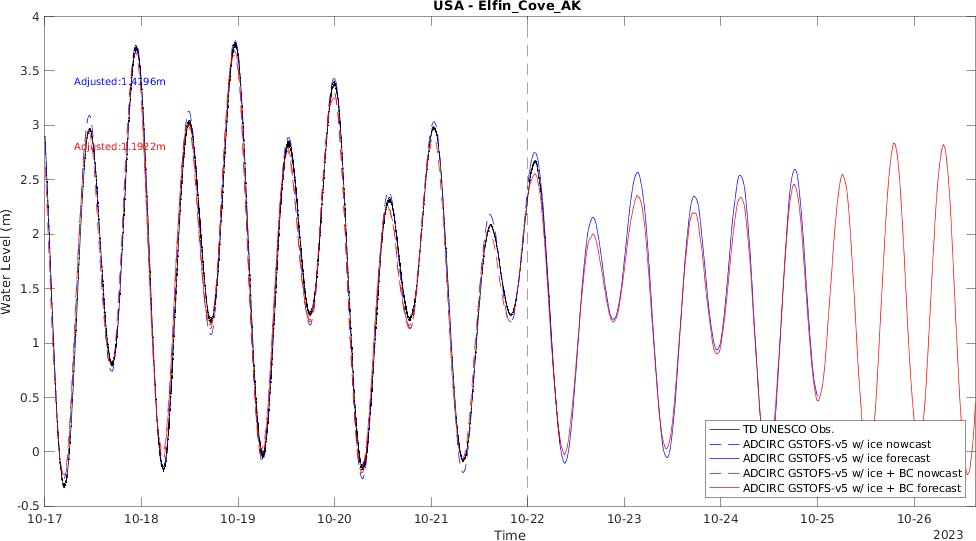 USA - Elfin_Cove_AK
4
3.5
3
2.5
2
1.5
1
0.5
0
-0.5
Water Level (m)
Adjusted:1.4796m
Adjusted:1.1922m
TD UNESCO Obs.
ADCIRC GSTOFS-v5 w/ ice nowcast
ADCIRC GSTOFS-v5 w/ ice forecast
ADCIRC GSTOFS-v5 w/ ice + BC nowcast
ADCIRC GSTOFS-v5 w/ ice + BC forecast
10-17 10-18 10-19 10-20 10-21 10-22 10-23 10-24 10-25 10-26
Time
2023